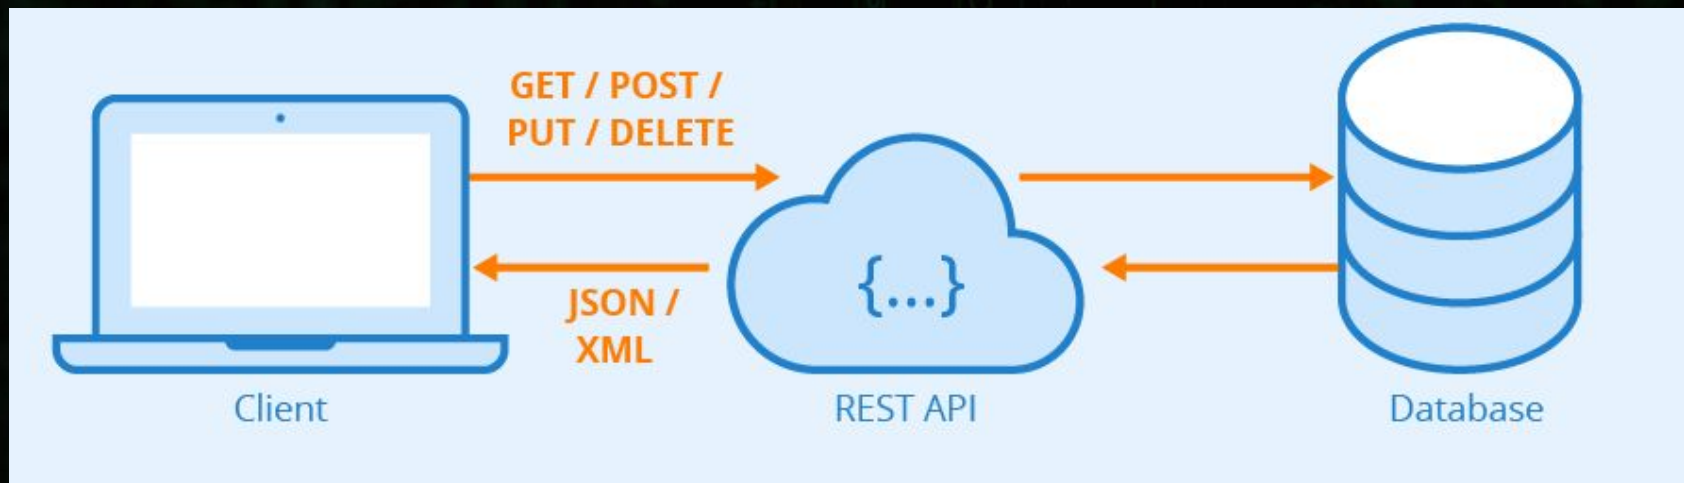 GET / POST /
PUT / DELETE
{...}
JSON /
XML
Client
REST API
Database